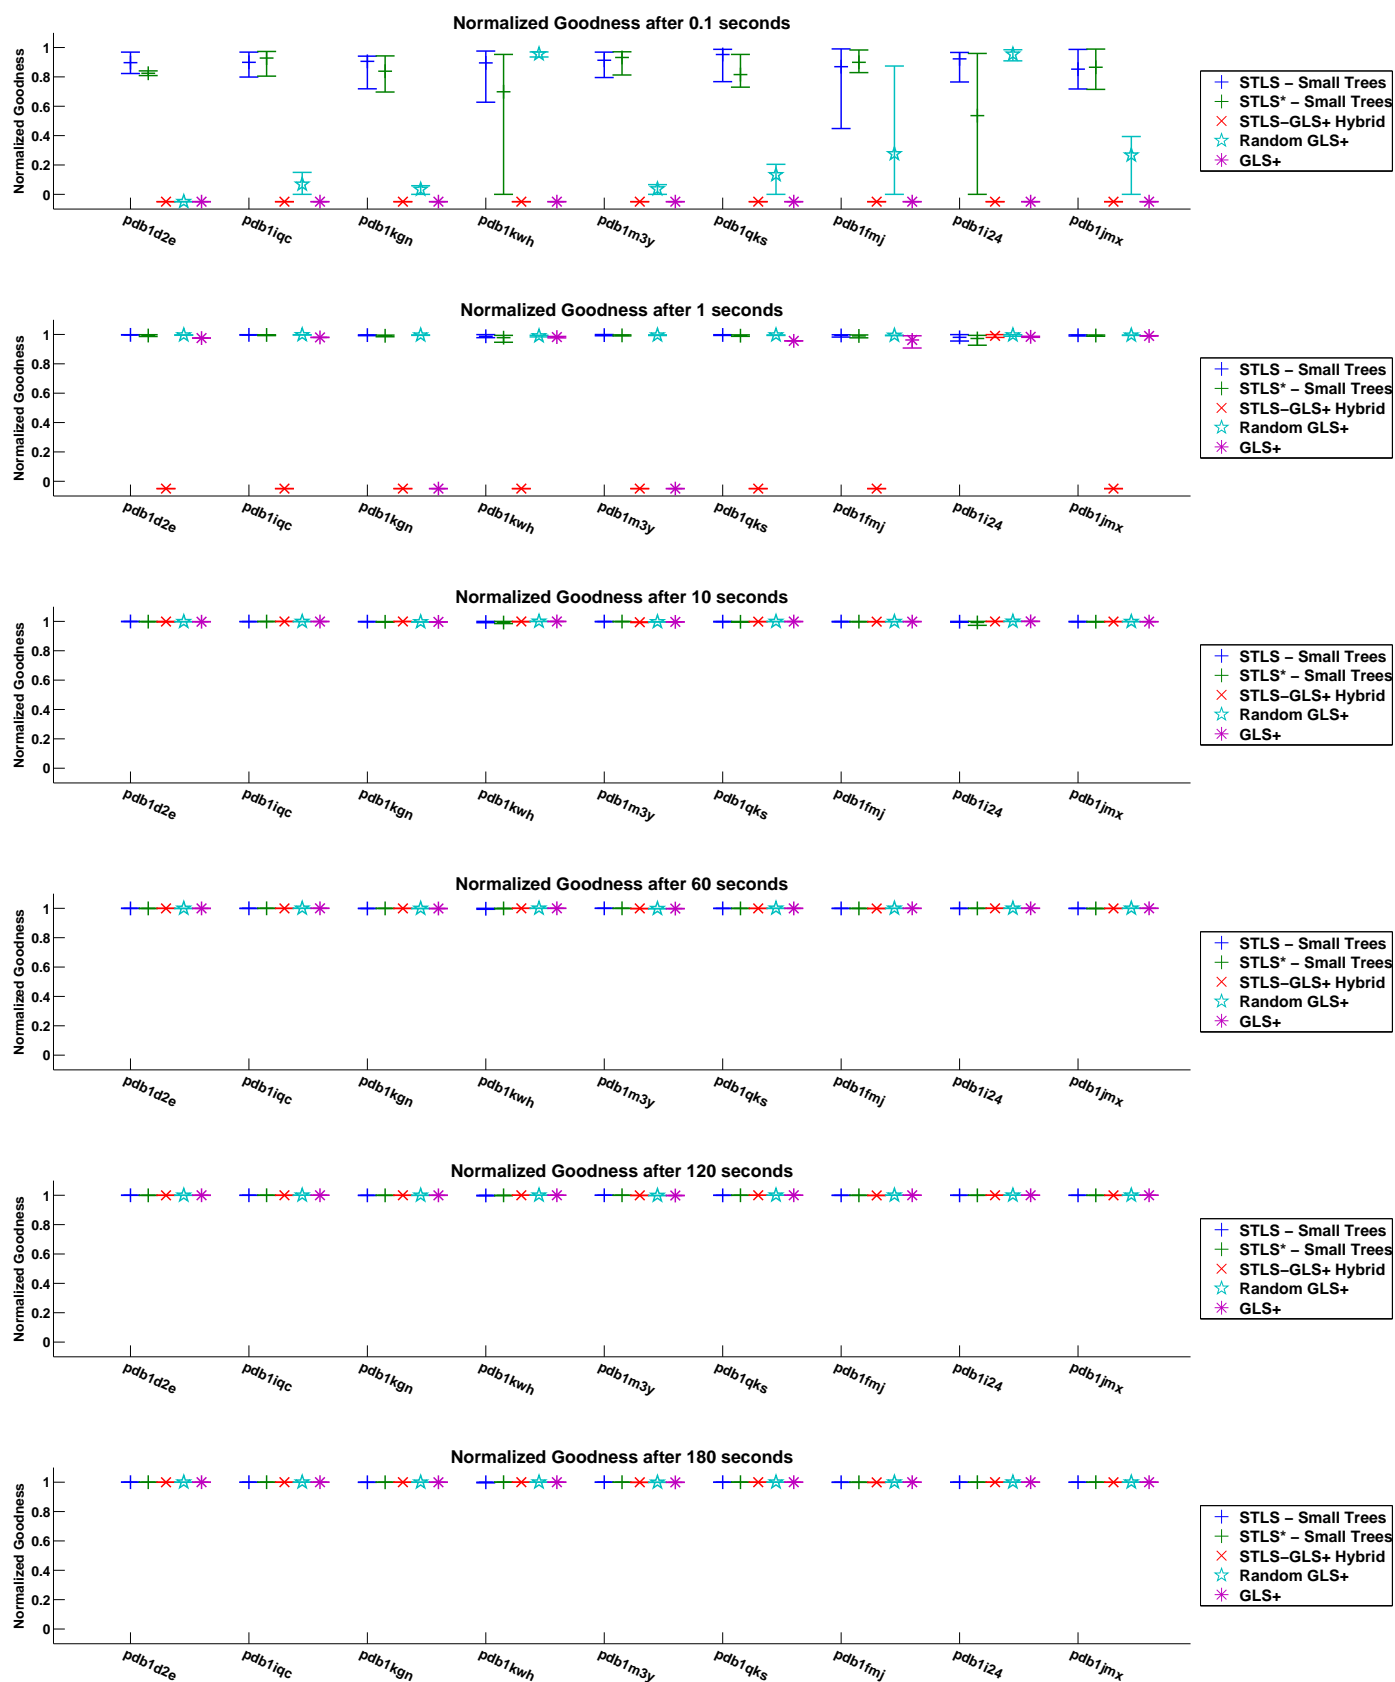 Normalized Goodness after 0.1 seconds
Normalized Goodness
1
0.8
0.6
0.4
0.2
0
pdb1d2e pdb1iqc pdb1kgn pdb1kwh pdb1m3y pdb1qks pdb1fmj pdb1i24 pdb1jmx
STLS – Small Trees
STLS* – Small Trees
STLS–GLS+ Hybrid
Random GLS+
GLS+
Normalized Goodness after 1 seconds
Normalized Goodness
1
0.8
0.6
0.4
0.2
0
pdb1d2e pdb1iqc pdb1kgn pdb1kwh pdb1m3y pdb1qks pdb1fmj pdb1i24 pdb1jmx
STLS – Small Trees
STLS* – Small Trees
STLS–GLS+ Hybrid
Random GLS+
GLS+
Normalized Goodness after 10 seconds
Normalized Goodness
1
0.8
0.6
0.4
0.2
0
pdb1d2e pdb1iqc pdb1kgn pdb1kwh pdb1m3y pdb1qks pdb1fmj pdb1i24 pdb1jmx
STLS – Small Trees
STLS* – Small Trees
STLS–GLS+ Hybrid
Random GLS+
GLS+
Normalized Goodness after 60 seconds
Normalized Goodness
1
0.8
0.6
0.4
0.2
0
pdb1d2e pdb1iqc pdb1kgn pdb1kwh pdb1m3y pdb1qks pdb1fmj pdb1i24 pdb1jmx
STLS – Small Trees
STLS* – Small Trees
STLS–GLS+ Hybrid
Random GLS+
GLS+
Normalized Goodness after 120 seconds
Normalized Goodness
1
0.8
0.6
0.4
0.2
0
pdb1d2e pdb1iqc pdb1kgn pdb1kwh pdb1m3y pdb1qks pdb1fmj pdb1i24 pdb1jmx
STLS – Small Trees
STLS* – Small Trees
STLS–GLS+ Hybrid
Random GLS+
GLS+
Normalized Goodness after 180 seconds
Normalized Goodness
1
0.8
0.6
0.4
0.2
0
pdb1d2e pdb1iqc pdb1kgn pdb1kwh pdb1m3y pdb1qks pdb1fmj pdb1i24 pdb1jmx
STLS – Small Trees
STLS* – Small Trees
STLS–GLS+ Hybrid
Random GLS+
GLS+